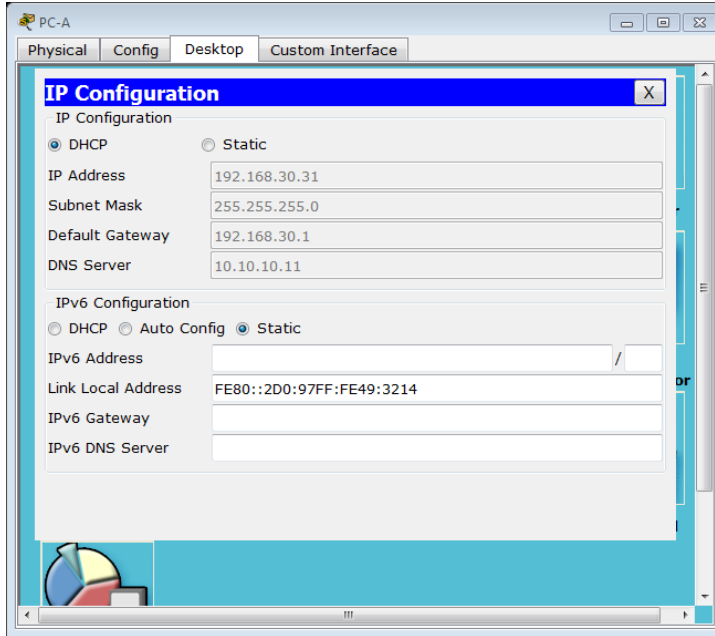 PC-A
Physical Config Desktop Custom Interface
IP Configuration X
IP Configuration
DHCP Static
IP Address 192.168.30.31
Subnet Mask 255.255.255.0
Default Gateway 192.168.30.1
DNS Server 10.10.10.11
IPv6 Configuration
DHCP Auto Config Static
IPv6 Address /
Link Local Address FE80::2D0:97FF:FE49:3214
IPv6 Gateway
IPv6 DNS Server
or